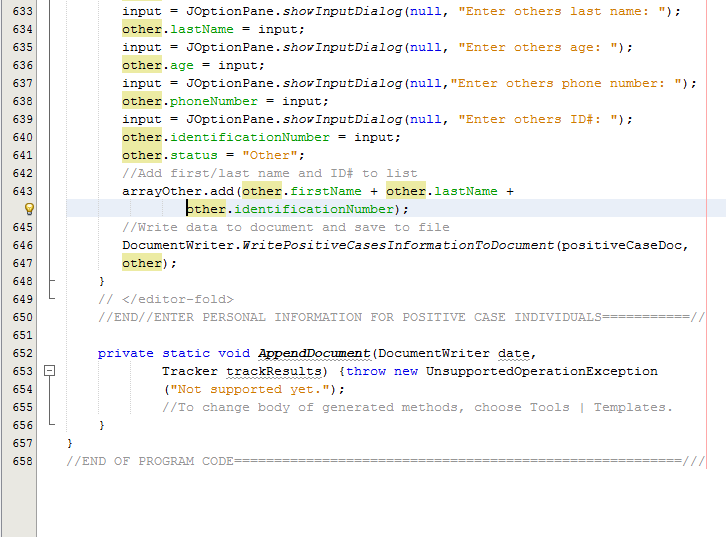 633 input = JOptionPane.showInputDialog(null, "Enter others last name: ");
634 other.lastName = input;
635 input = JOptionPane.showInputDialog(null, "Enter others age: ");
636 other.age = input;
637 input = JOptionPane.showInputDialog(null,"Enter others phone number: ");
638 other.phoneNumber = input;
639 input = JOptionPane.showInputDialog(null, "Enter others ID#: ");
640 other.identificationNumber = input;
641 other.status = "Other";
642 //Add first/last name and ID# to list
643 arrayOther.add(other.firstName + other.lastName +
other.identificationNumber);
645 //Write data to document and save to file
646 DocumentWriter.WritePositiveCasesInformationToDocument(positiveCaseDoc,
647 other);
648 }
649 // </editor-fold>
650 //END//ENTER PERSONAL INFORMATION FOR POSITIVE CASE INDIVIDUALS===========//
651
652 private static void AppendDocument(DocumentWriter date,
653 Tracker trackResults) {throw new UnsupportedOperationException
654 ("Not supported yet.");
655 //To change body of generated methods, choose Tools | Templates.
656 }
657 }
658 //END OF PROGRAM CODE========================================================///